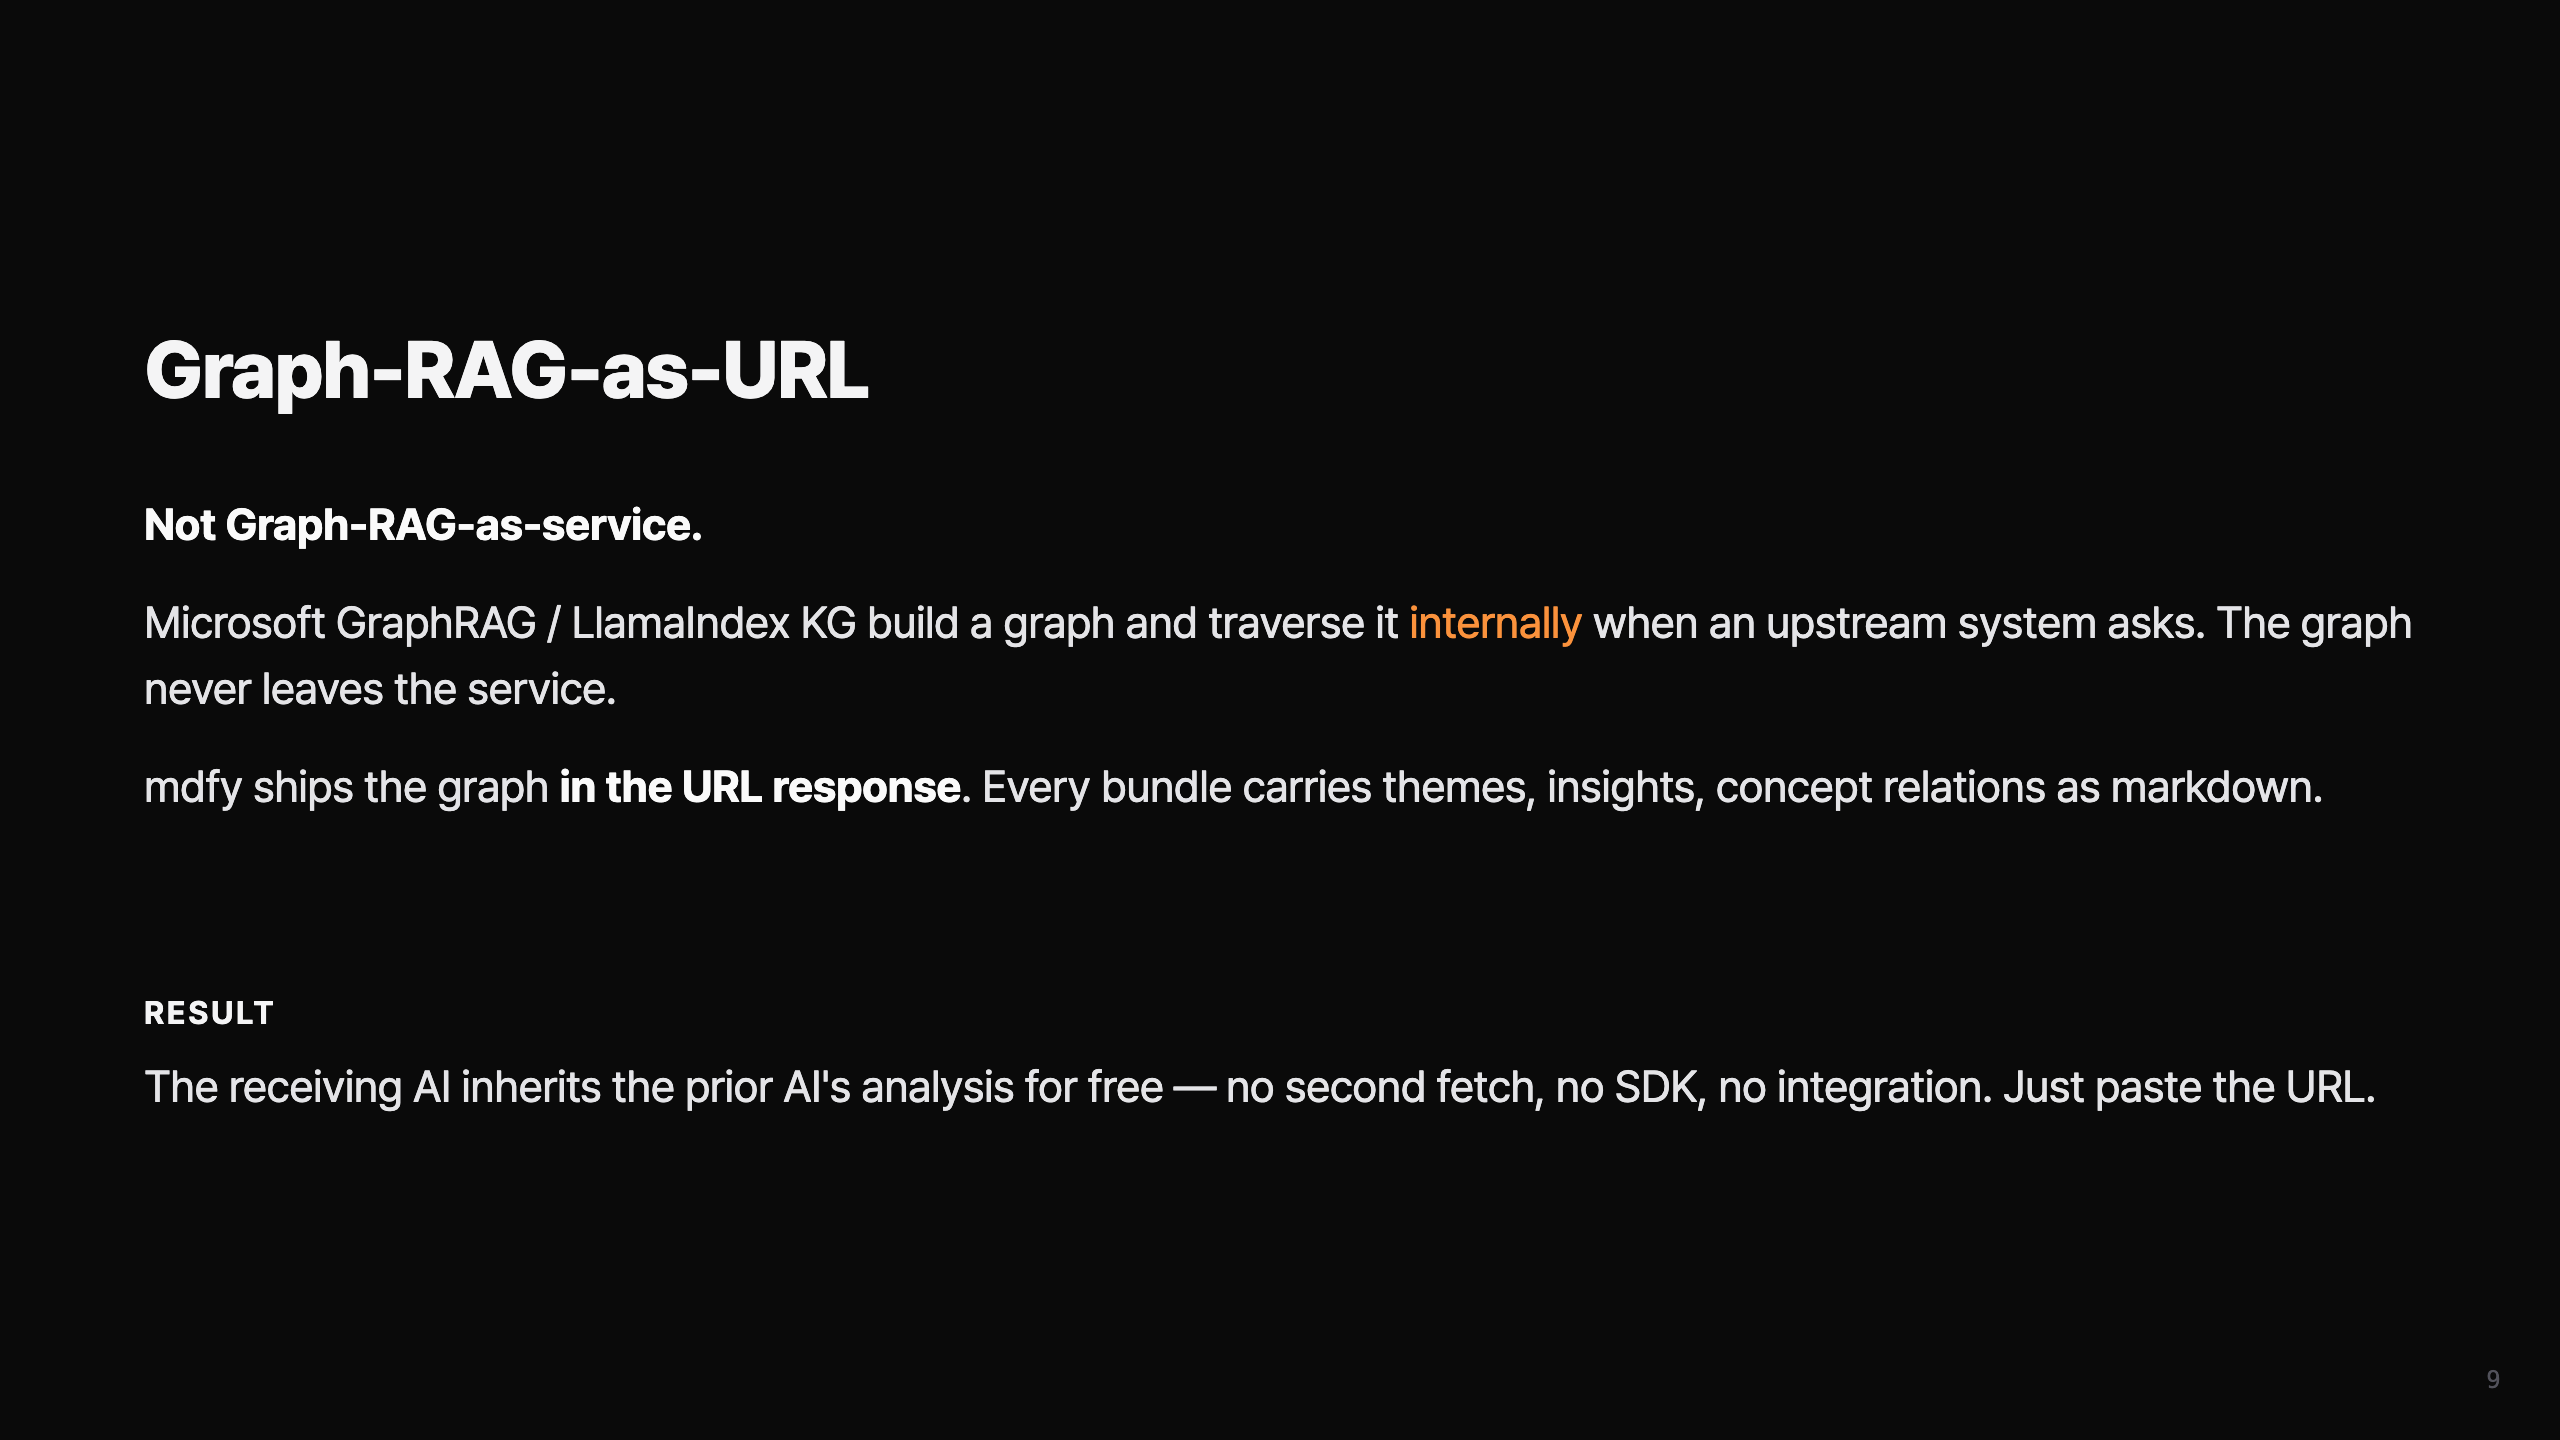 Graph-RAG-as-URL
Not Graph-RAG-as-service.
Microsoft GraphRAG / LlamaIndex KG build a graph and traverse it internally when an upstream system asks. The graph
never leaves the service.
mdfy ships the graph in the URL response. Every bundle carries themes, insights, concept relations as markdown.
RESULT
The receiving AI inherits the prior AI's analysis for free — no second fetch, no SDK, no integration. Just paste the URL.
9